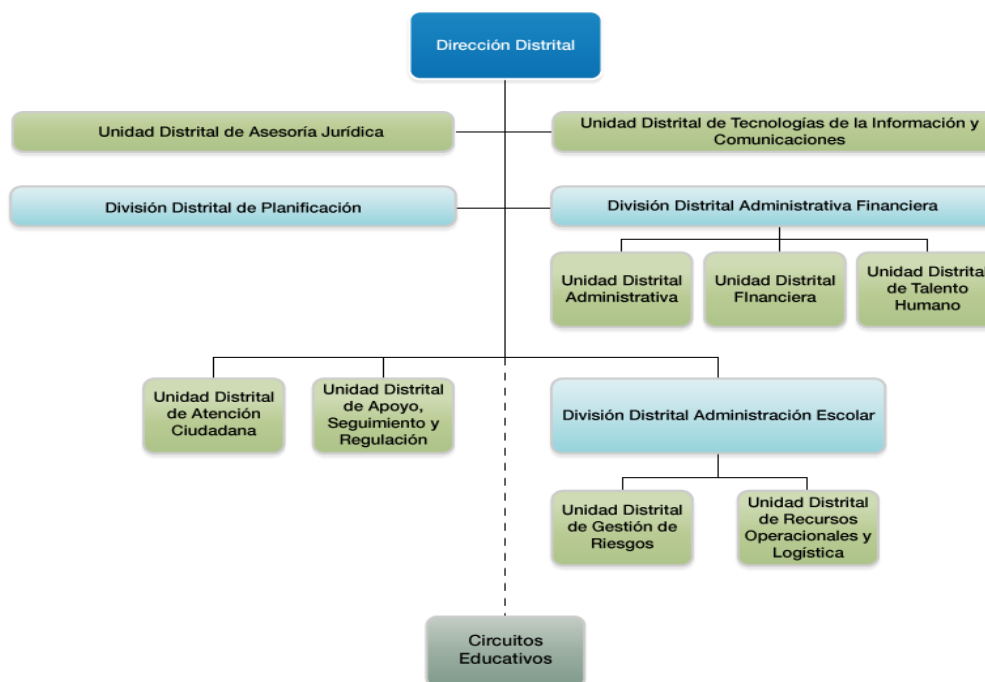 Dirección Distrital
Unidad Distrital de Asesoría Jurídica
Unidad Distrital de Tecnologías de la Información y
Comunicaciones
División Distrital de Planificación
División Distrital Administrativa Financiera
Unidad Distrital
Administrativa
Unidad Distrital
FInanciera
Unidad Distrital
de Talento
Humano
Unidad Distrital
de Atención
Ciudadana
Unidad Distrital
de Apoyo,
Seguimiento y
Regulación
División Distrital Administración Escolar
Unidad Distrital
de Gestión de
Riesgos
Unidad Distrital
de Recursos
Operacionales y
Logística
Circuitos
Educativos